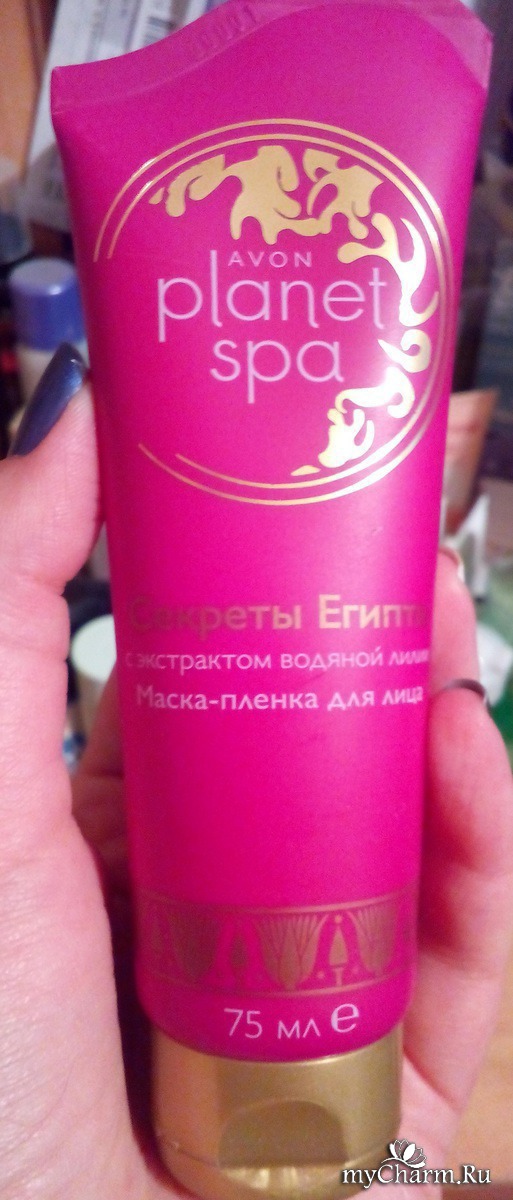 AVON
planet
spa
Секреты Египта
с экстрактом водяной лилии
Маска-пленка для лица
75 мл е
myCharm.Ru